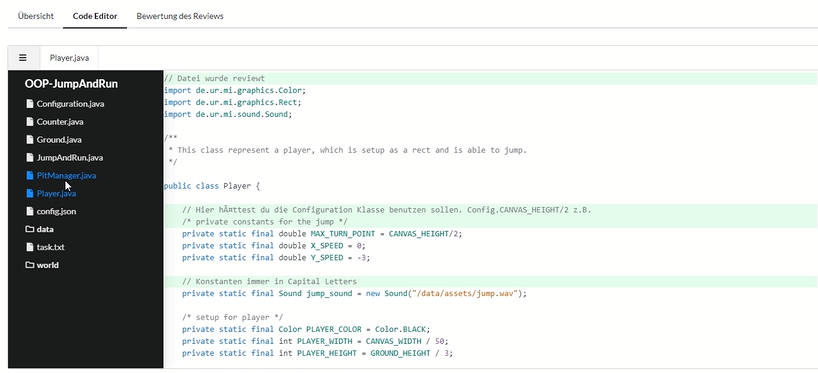 Übersicht Code Editor Bewertung des Reviews
Player.java
OOP-JumpAndRun
Configuration.java
Counter.java
Ground.java
JumpAndRun.java
PitManager.java
Player.java
config.json
data
task.txt
world
// Datei wurde reviewt
import de.ur.mi.graphics.Color;
import de.ur.mi.graphics.Rect;
import de.ur.mi.sound.Sound;
/**
* This class represent a player, which is setup as a rect and is able to jump.
*/
public class Player {
// Hier hÃ¤ttest du die Configuration Klasse benutzen sollen. Config.CANVAS_HEIGHT/2 z.B.
/* private constants for the jump */
private static final double MAX_TURN_POINT = CANVAS_HEIGHT/2;
private static final double X_SPEED = 0;
private static final double Y_SPEED = -3;
// Konstanten immer in Capital Letters
private static final Sound jump_sound = new Sound("/data/assets/jump.wav");
/* setup for player */
private static final Color PLAYER_COLOR = Color.BLACK;
private static final int PLAYER_WIDTH = CANVAS_WIDTH / 50;
private static final int PLAYER_HEIGHT = GROUND_HEIGHT / 3;